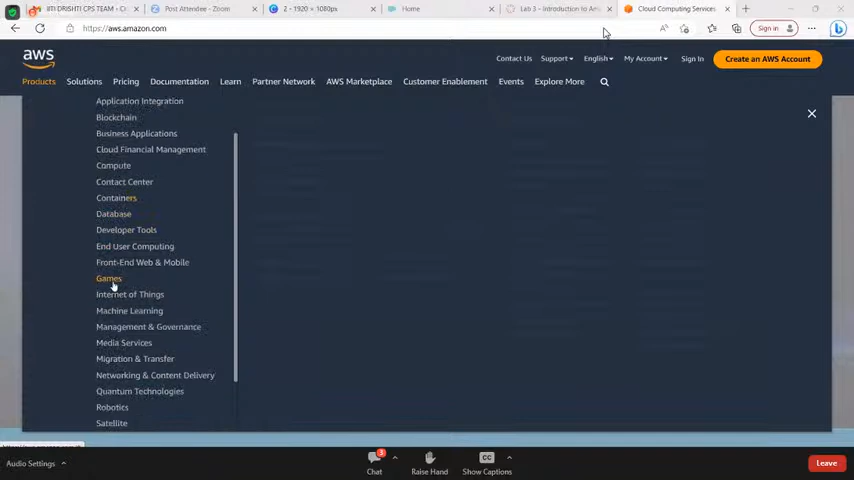 IITI DRISHTI CPS TEAM - C
Post Attendee - Zoom
2 - 1920 × 1080px
Home
Lab 3 – Introduction to Am
Cloud Computing Services
https://aws.amazon.com
Sign in
aws
Contact Us
Support
English
My Account
Sign In
Create an AWS Account
Products
Solutions
Pricing
Documentation
Learn
Partner Network
AWS Marketplace
Customer Enablement
Events
Explore More
Application Integration
Blockchain
Business Applications
Cloud Financial Management
Compute
Contact Center
Containers
Database
Developer Tools
End User Computing
Front-End Web & Mobile
Games
Internet of Things
Machine Learning
Management & Governance
Media Services
Migration & Transfer
Networking & Content Delivery
Quantum Technologies
Robotics
Satellite
Audio Settings
3
Chat
Raise Hand
CC
Show Captions
Leave